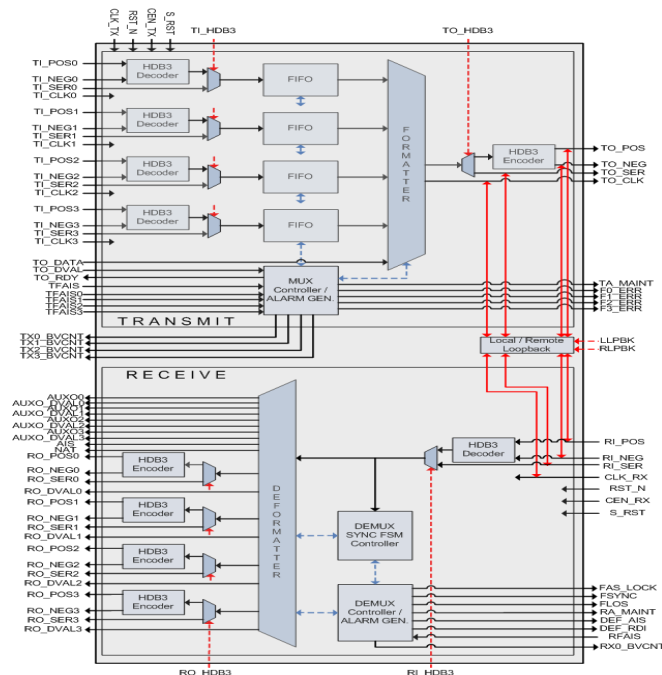 CLK_TX
RST_N
CEN_TX
S_RST
TI_HDB3
TO_HDB3
TI_POS0
TI_NEG0
TI_SER0
TI_CLK0
HDB3 Decoder
FIFO
TI_POS1
TI_NEG1
TI_SER1
TI_CLK1
HDB3 Decoder
FIFO
TI_POS2
TI_NEG2
TI_SER2
TI_CLK2
HDB3 Decoder
FIFO
TI_POS3
TI_NEG3
TI_SER3
TI_CLK3
HDB3 Decoder
FIFO
FORMATTER
HDB3 Encoder
TO_POS
TO_NEG
TO_SER
TO_CLK
TO_DATA
TO_DVAL
TO_RDY
TFAIS
TFAIS0
TFAIS1
TFAIS2
TFAIS3
MUX Controller / ALARM GEN.
TA_MAINT
F0_ERR
F1_ERR
F2_ERR
F3_ERR
TRANSMIT
TX0_BVCNT
TX1_BVCNT
TX2_BVCNT
TX3_BVCNT
Local / Remote Loopback
LLPBK
RLPBK
RECEIVE
AUXO0
AUXO_DVAL0
AUXO1
AUXO_DVAL1
AUXO2
AUXO_DVAL2
AUXO3
AUXO_DVAL3
AIS
NAT
RO_POS0
RO_NEG0
RO_SER0
RO_DVAL0
HDB3 Encoder
RO_POS1
RO_NEG1
RO_SER1
RO_DVAL1
HDB3 Encoder
RO_POS2
RO_NEG2
RO_SER2
RO_DVAL2
HDB3 Encoder
RO_POS3
RO_NEG3
RO_SER3
RO_DVAL3
HDB3 Encoder
DEFORMATTER
HDB3 Decoder
RI_POS
RI_NEG
RI_SER
CLK_RX
RST_N
CEN_RX
S_RST
DEMUX SYNC FSM Controller
DEMUX Controller / ALARM GEN.
FAS_LOCK
FSYNC
FLOS
RA_MAINT
DEF_AIS
DEF_RDI
RFAIS
RX0_BVCNT
RO_HDB3
RI_HDB3